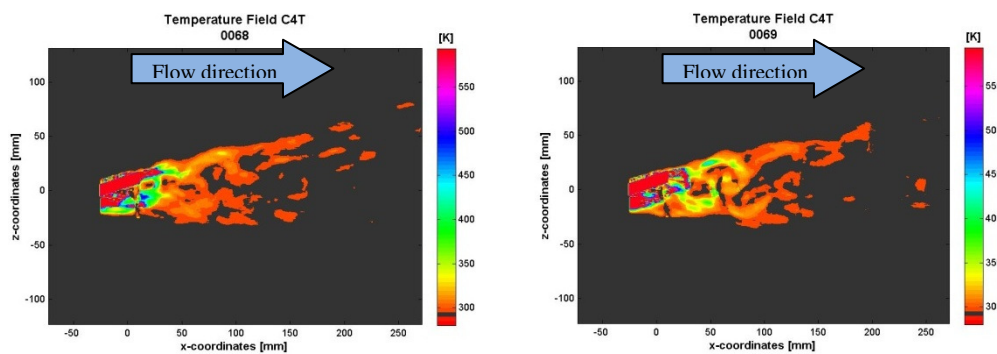 Temperature Field C4T
0068
[K]
Flow direction
100
50
0
-50
-100
z-coordinates [mm]
-50 0 50 100 150 200 250
x-coordinates [mm]
550
500
450
400
350
300
Temperature Field C4T
0069
[K]
Flow direction
100
50
0
-50
-100
z-coordinates [mm]
-50 0 50 100 150 200 250
x-coordinates [mm]
55
50
45
40
35
30